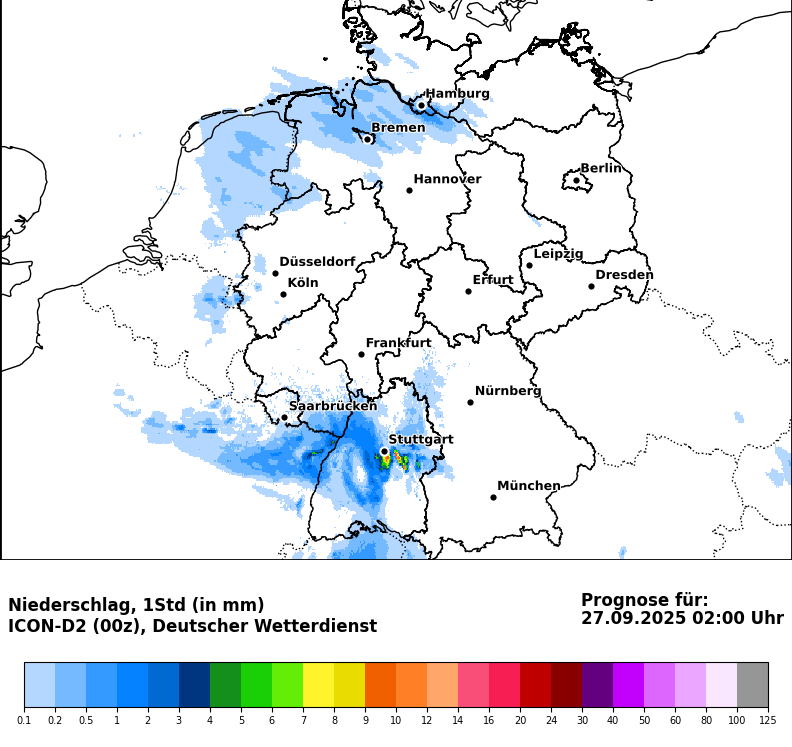 Hamburg
Bremen
Hannover
Berlin
Düsseldorf
Köln
Leipzig
Dresden
Erfurt
Frankfurt
Nürnberg
Saarbrücken
Stuttgart
München
Niederschlag, 1Std (in mm)
ICON-D2 (00z), Deutscher Wetterdienst
Prognose für:
27.09.2025 02:00 Uhr
0.1 0.2 0.5 1 2 3 4 5 6 7 8 9 10 12 14 16 20 24 30 40 50 60 80 100 125